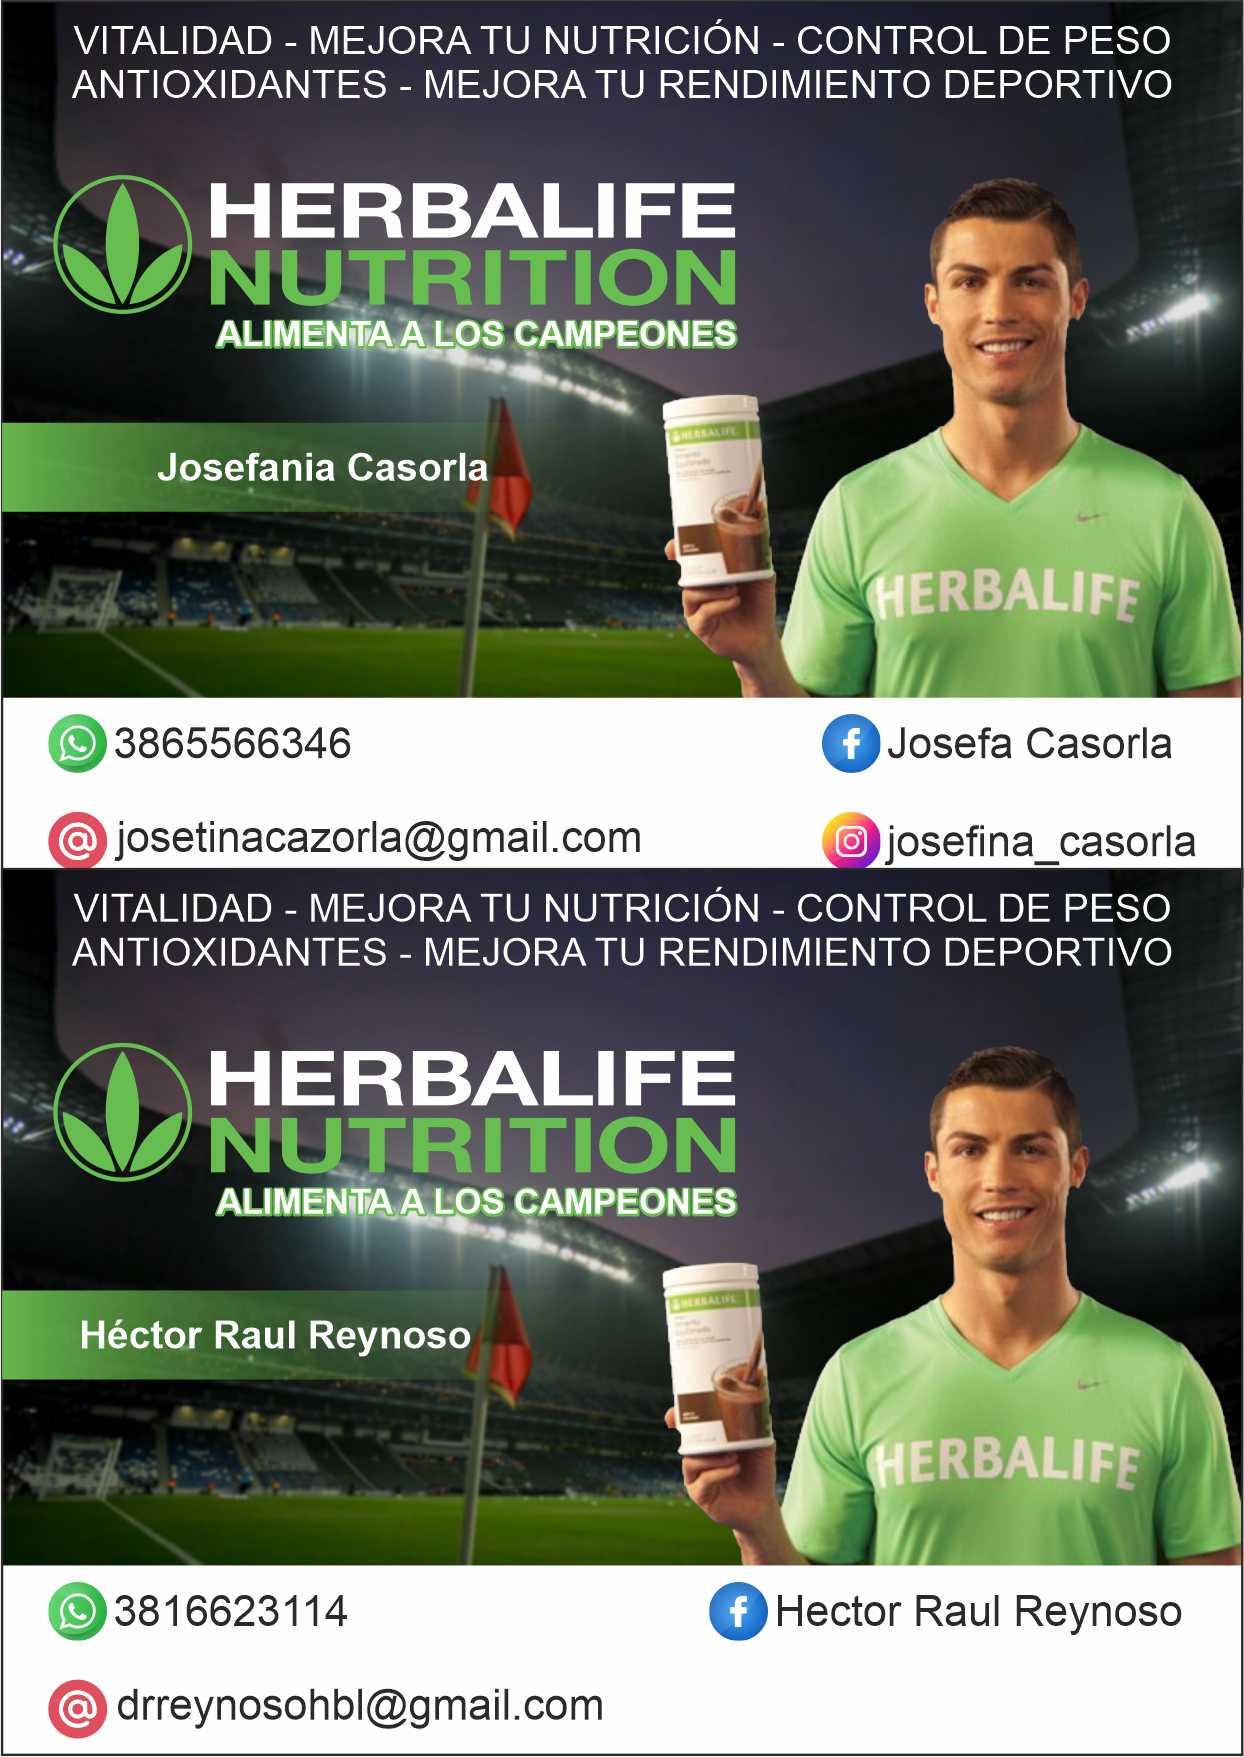 VITALIDAD - MEJORA TU NUTRICIÓN - CONTROL DE PESO
ANTIOXIDANTES - MEJORA TU RENDIMIENTO DEPORTIVO
HERBALIFE
NUTRITION
ALIMENTA A LOS CAMPEONES
HERBALIFE
Josefania Casorla
HERBALIFE
3865566346
Josefa Casorla
josetinacazorla@gmail.com
josefina_casorla
VITALIDAD - MEJORA TU NUTRICIÓN - CONTROL DE PESO
ANTIOXIDANTES - MEJORA TU RENDIMIENTO DEPORTIVO
HERBALIFE
NUTRITION
ALIMENTA A LOS CAMPEONES
HERBALIFE
Héctor Raul Reynoso
HERBALIFE
3816623114
Hector Raul Reynoso
drreynosohbl@gmail.com